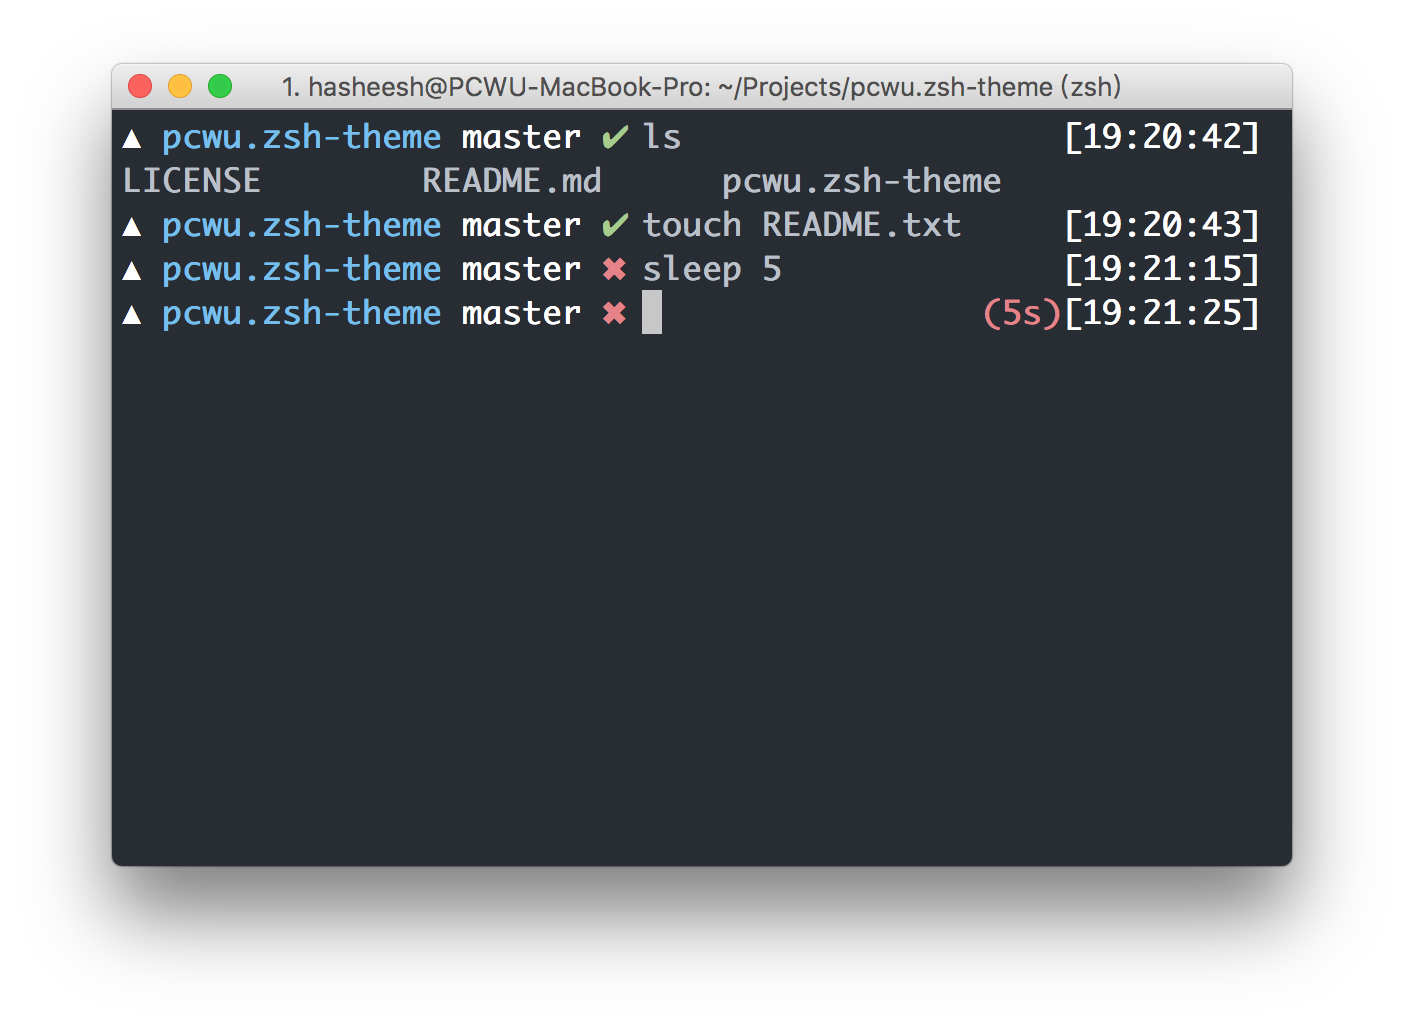 1. hasheesh@PCWU-MacBook-Pro: ~/Projects/pcwu.zsh-theme (zsh)
▲ pcwu.zsh-theme master ✔ ls [19:20:42]
LICENSE README.md pcwu.zsh-theme
▲ pcwu.zsh-theme master ✔ touch README.txt [19:20:43]
▲ pcwu.zsh-theme master ✖ sleep 5 [19:21:15]
▲ pcwu.zsh-theme master ✖ (5s)[19:21:25]